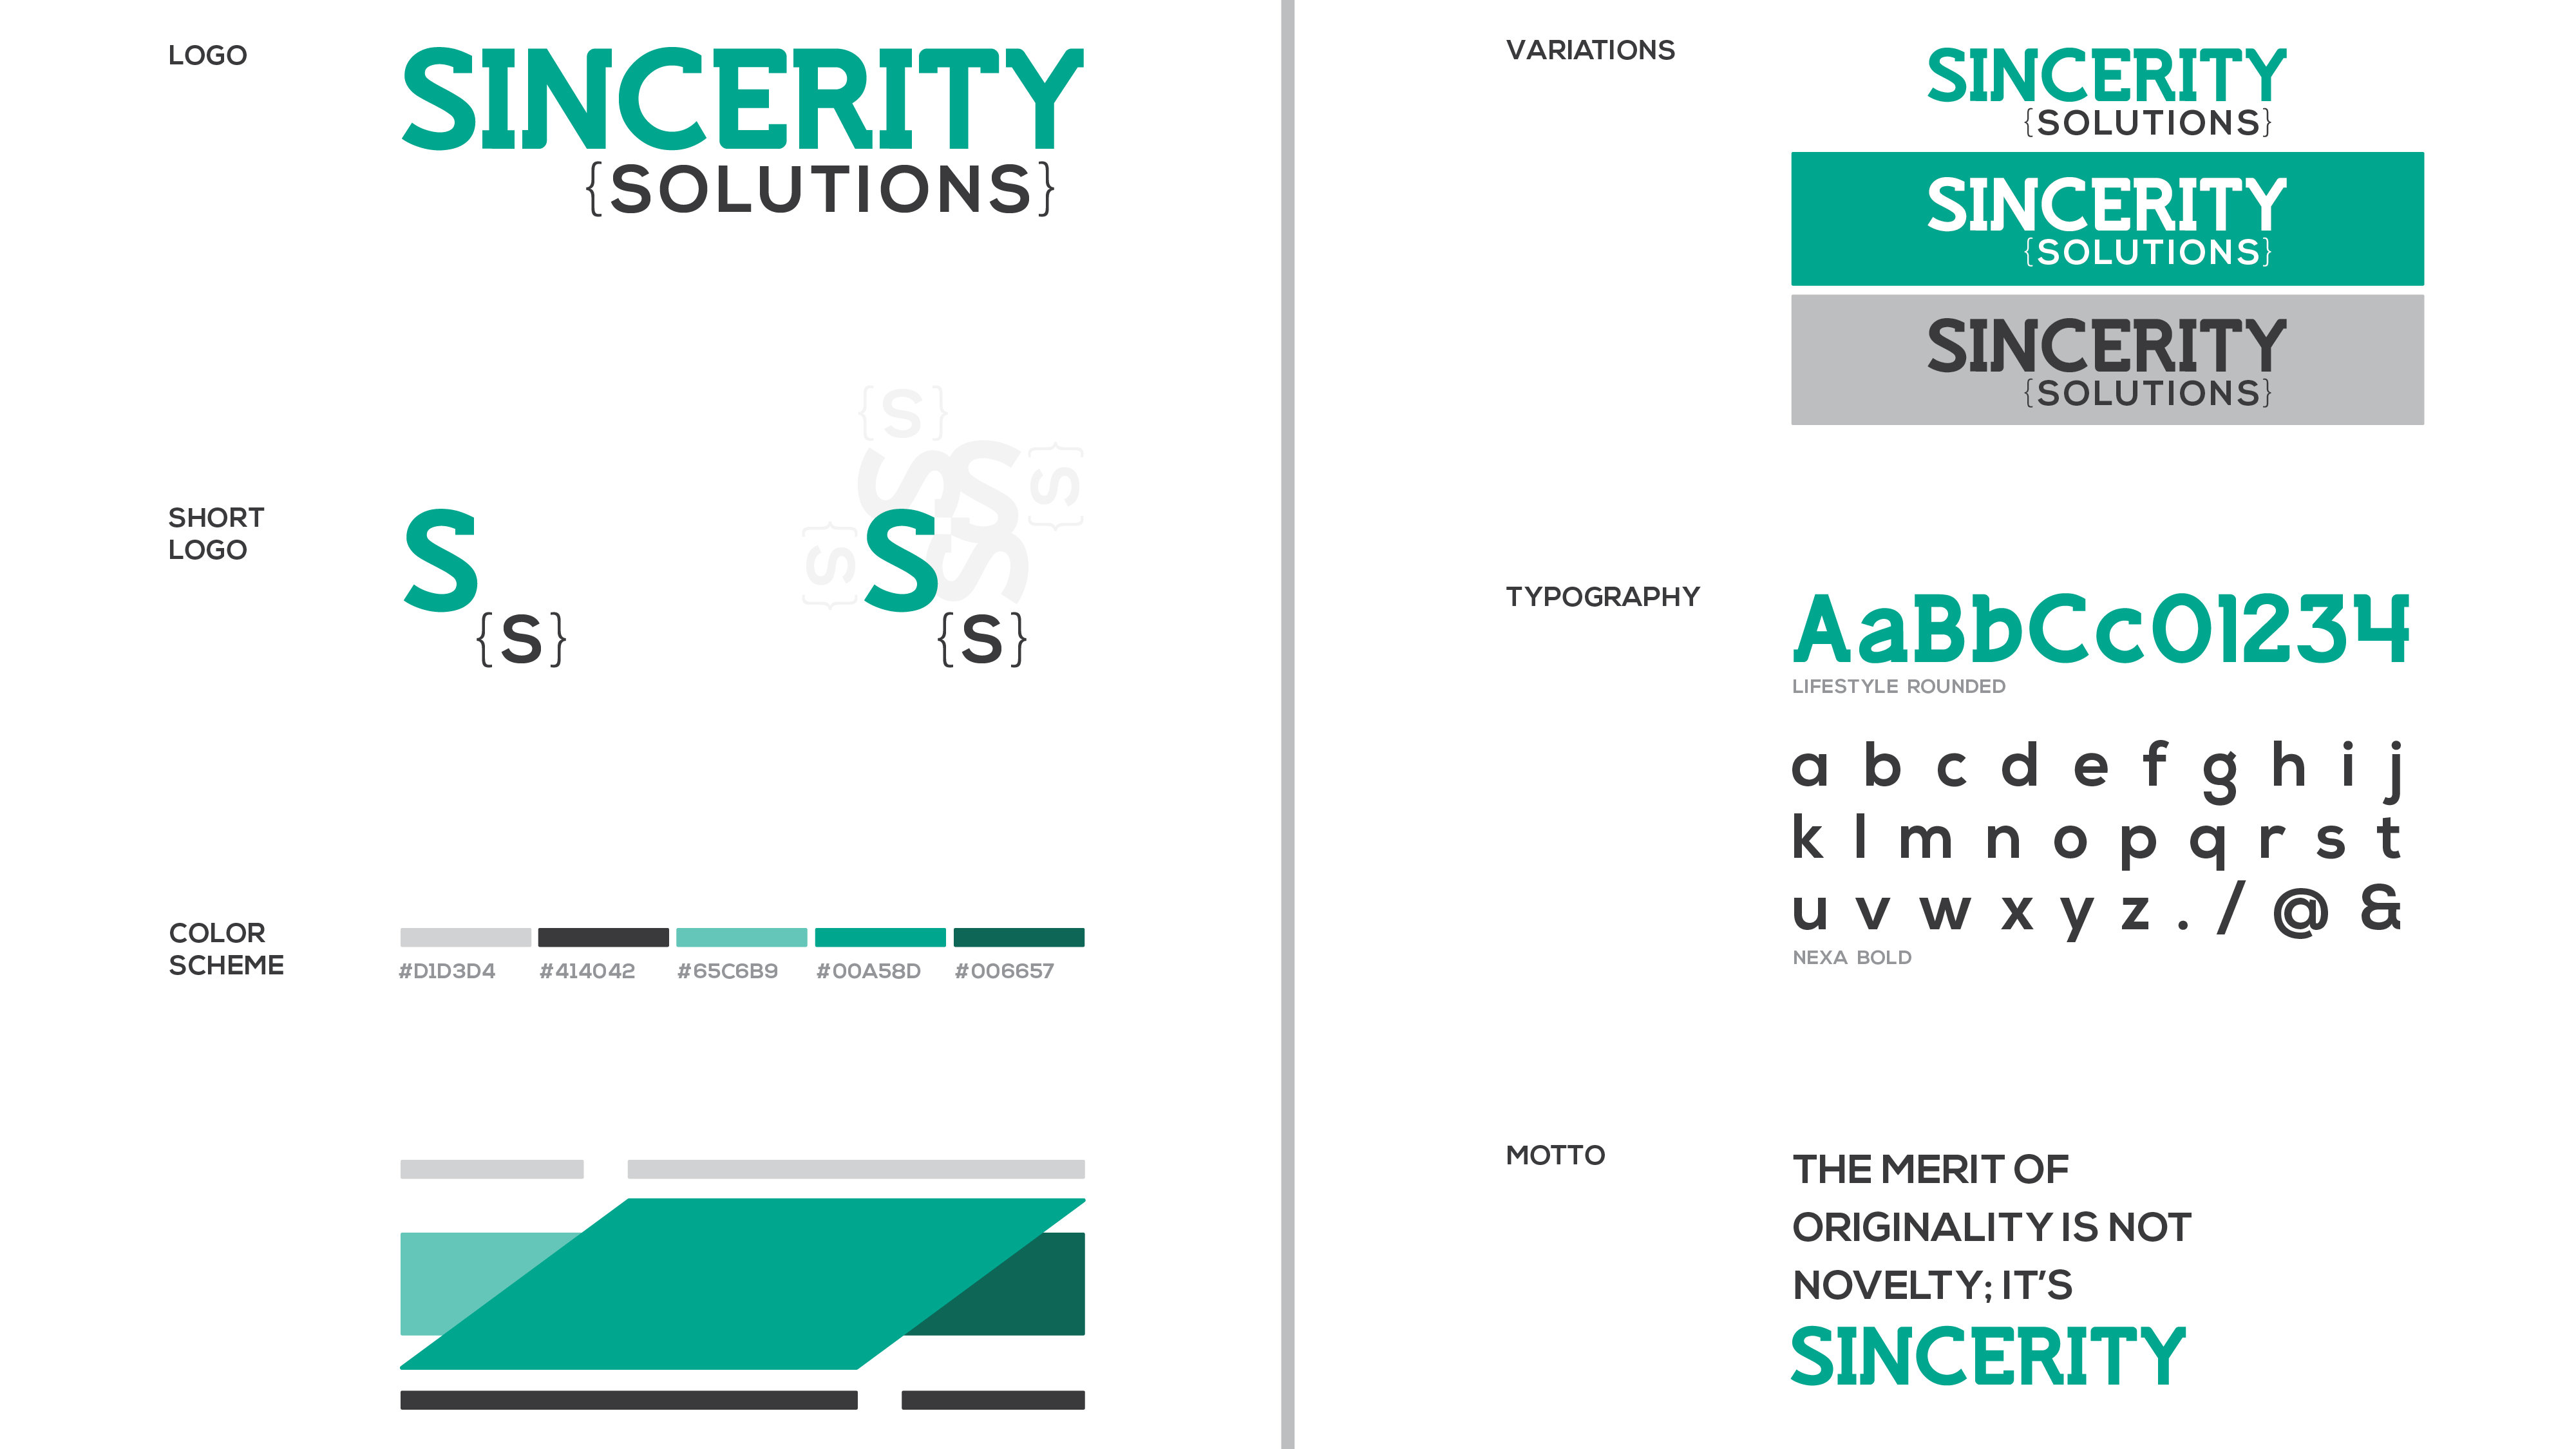 LOGO
SINCERITY
{SOLUTIONS}
SHORT
LOGO
S
{S}
{S}
S
S
{S}
{S}
S
S
{S}
COLOR
SCHEME
#D1D3D4 #414042 #65C6B9 #00A58D #006657
VARIATIONS
SINCERITY
{SOLUTIONS}
SINCERITY
{SOLUTIONS}
SINCERITY
{SOLUTIONS}
TYPOGRAPHY
AaBbCc01234
LIFESTYLE ROUNDED
a b c d e f g h i j
k l m n o p q r s t
u v w x y z . / @ &
NEXA BOLD
MOTTO
THE MERIT OF
ORIGINALITY IS NOT
NOVELTY; IT'S
SINCERITY